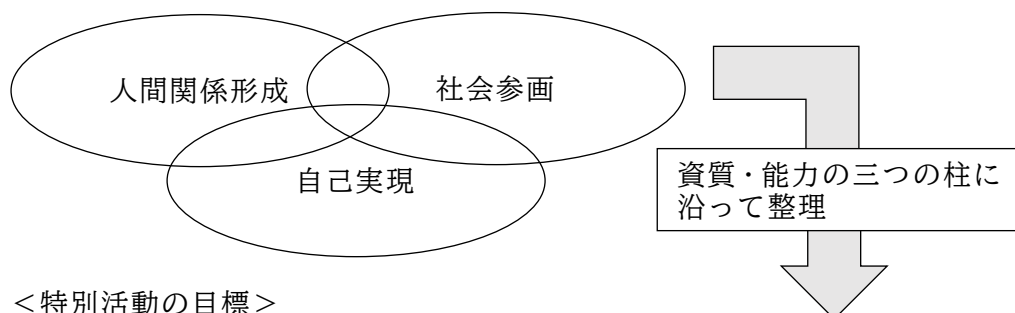 人間関係形成
社会参画
自己実現
資質・能力の三つの柱に
沿って整理
＜特別活動の目標＞